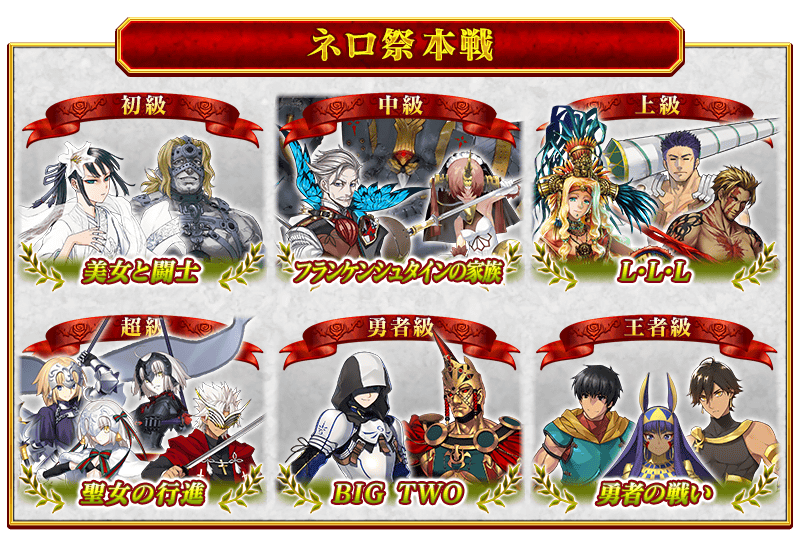 ネロ祭 本戦
初級
中級
上級
美女と闘士
フランケンシュタインの家族
L・L・L
超級
勇者級
王者級
聖女の行進
BIG TWO
勇者の戦い